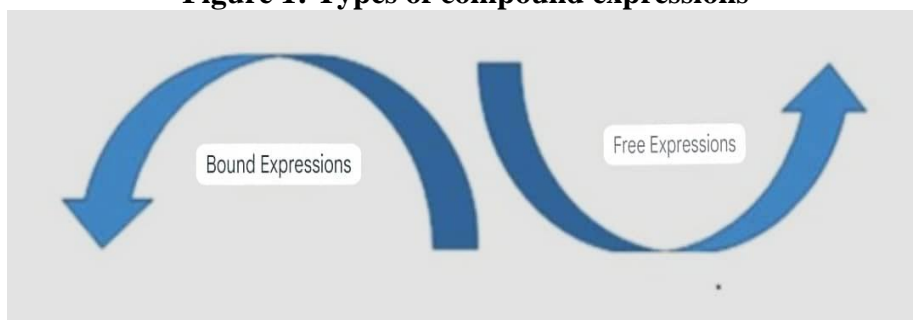 Figure 1: Types of compound expressions
Bound Expressions
Free Expressions